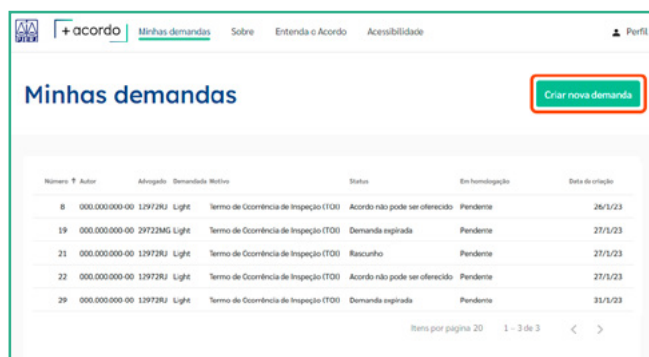 PJERJ
+acordo Minhas demandas Sobre Entenda o Acordo Acessibilidade Perfil
Minhas demandas
Criar nova demanda
Número ↑ Autor Advogado Demandada Motivo Status Em homologação Data de criação
8 000.000.000-00 12972RJ Light Termo de Ocorrência de Inspeção (TOI) Acordo não pode ser oferecido Pendente 26/1/23
19 000.000.000-00 29722MG Light Termo de Ocorrência de Inspeção (TOI) Demanda expirada Pendente 27/1/23
21 000.000.000-00 12972RJ Light Termo de Ocorrência de Inspeção (TOI) Rascunho Pendente 27/1/23
22 000.000.000-00 12972RJ Light Termo de Ocorrência de Inspeção (TOI) Acordo não pode ser oferecido Pendente 27/1/23
29 000.000.000-00 12972RJ Light Termo de Ocorrência de Inspeção (TOI) Demanda expirada Pendente 31/1/23
Itens por página 20 1 – 3 de 3 < >